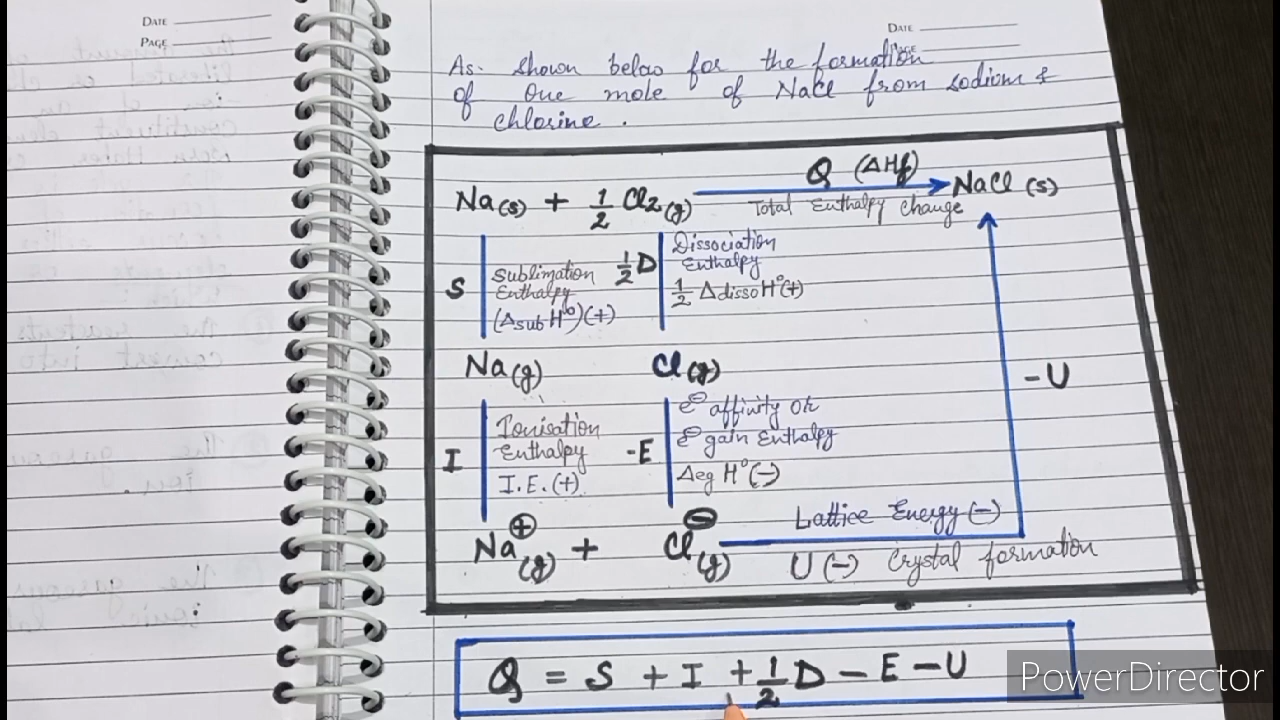 DATE
PAGE
DATE
PAGE
As shown below for the formation
of one mole of NaCl from sodium &
chlorine .
Na(s) + 1/2 Cl2(g) Q (ΔHf) NaCl (s)
Total Enthalpy change
S Sublimation Enthalpy (ΔsubH°)(+)
1/2 D Dissociation Enthalpy 1/2 Δdisso H°(+)
Na(g) Cl(g)
- U
I Ionisation Enthalpy I.E.(+)
-E e⊖ affinity or e⊖ gain Enthalpy Δeg H°(-)
Na⊕(g) + Cl⊖(g)
Lattice Energy (-)
U(-) Crystal formation
Q = S + I + 1/2 D - E - U
PowerDirector